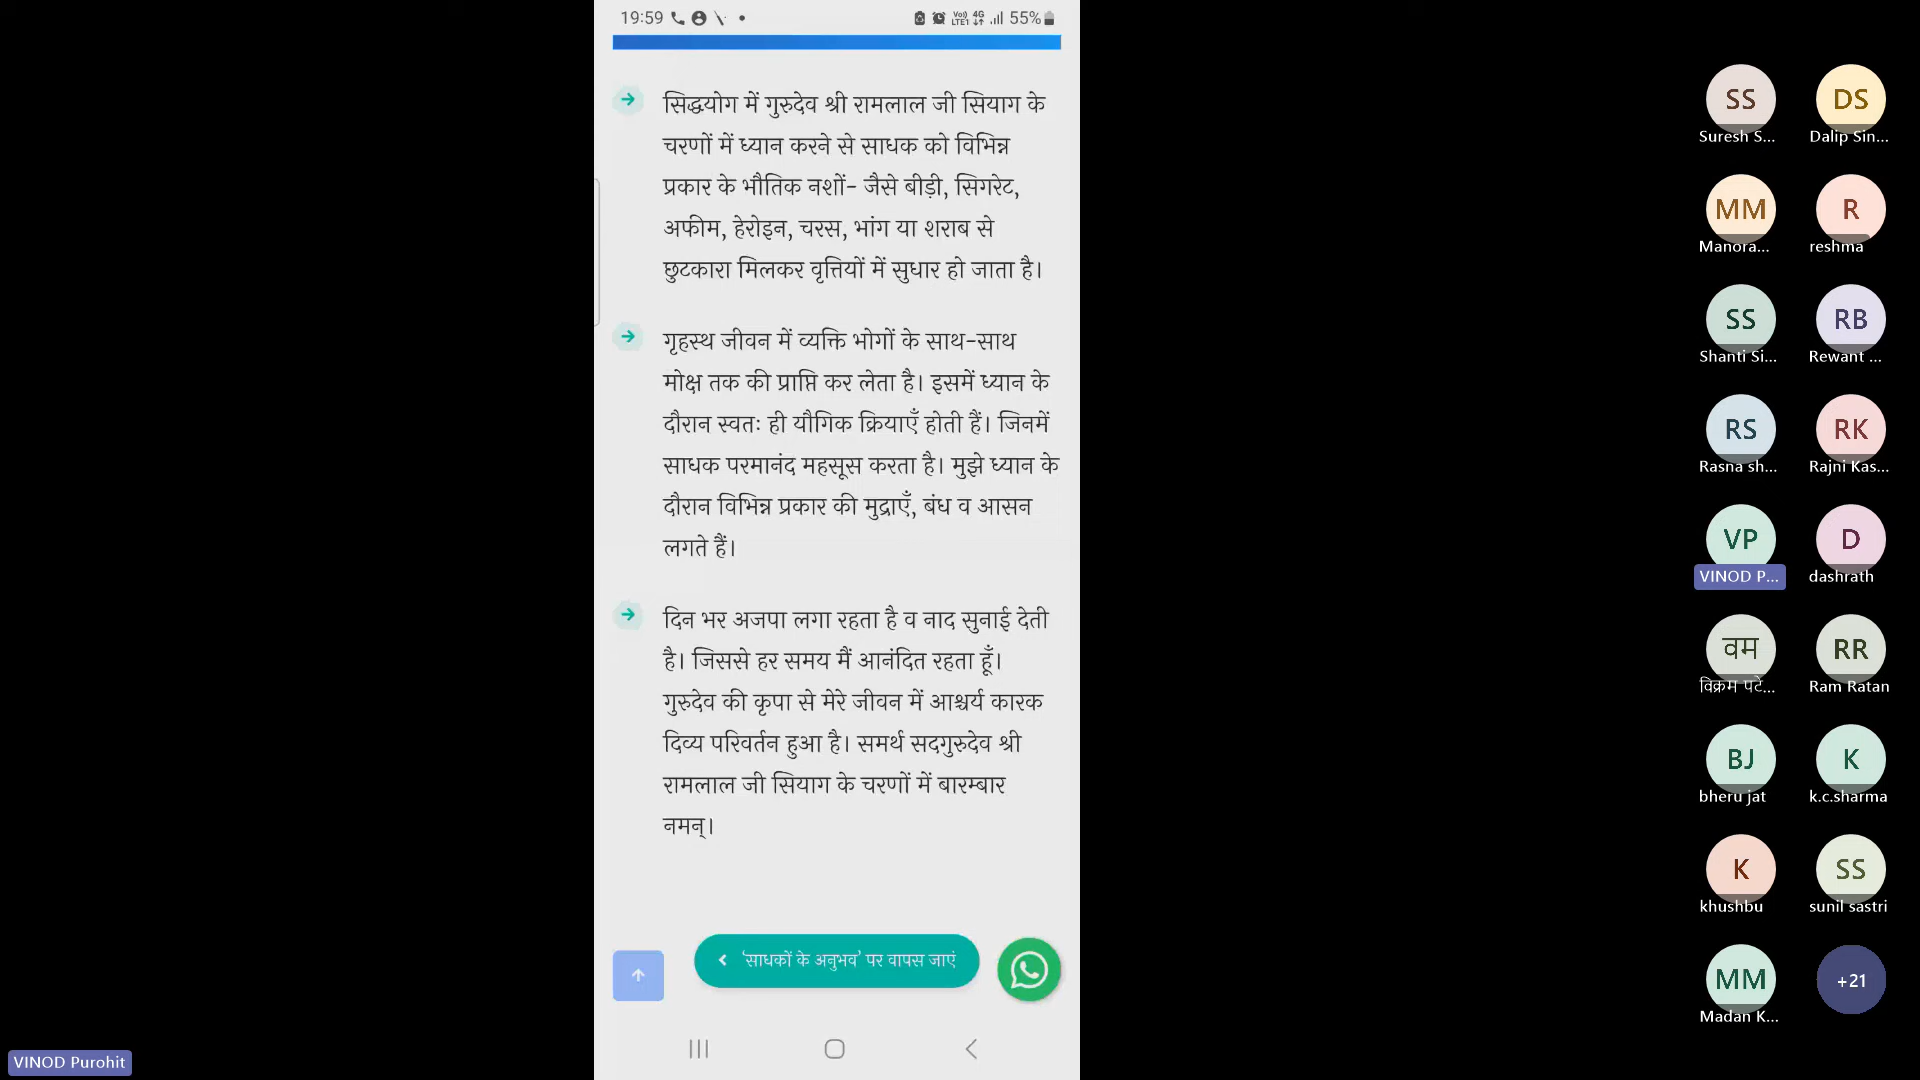 19:59
VoLTE1 4G 55%
सिद्धयोग में गुरुदेव श्री रामलाल जी सियाग के
चरणों में ध्यान करने से साधक को विभिन्न
प्रकार के भौतिक नशों- जैसे बीड़ी, सिगरेट,
अफीम, हेरोइन, चरस, भांग या शराब से
छुटकारा मिलकर वृत्तियों में सुधार हो जाता है।
गृहस्थ जीवन में व्यक्ति भोगों के साथ-साथ
मोक्ष तक की प्राप्ति कर लेता है। इसमें ध्यान के
दौरान स्वतः ही यौगिक क्रियाएँ होती हैं। जिनमें
साधक परमानंद महसूस करता है। मुझे ध्यान के
दौरान विभिन्न प्रकार की मुद्राएँ, बंध व आसन
लगते हैं।
दिन भर अजपा लगा रहता है व नाद सुनाई देती
है। जिससे हर समय मैं आनंदित रहता हूँ।
गुरुदेव की कृपा से मेरे जीवन में आश्चर्य कारक
दिव्य परिवर्तन हुआ है। समर्थ सदगुरुदेव श्री
रामलाल जी सियाग के चरणों में बारम्बार
नमन्।
'साधकों के अनुभव' पर वापस जाएं
VINOD Purohit
SS DS
Suresh S... Dalip Sin...
MM R
Manora... reshma
SS RB
Shanti Si... Rewant ...
RS RK
Rasna sh... Rajni Kas...
VP D
VINOD P... dashrath
वम RR
विक्रम पटे... Ram Ratan
BJ K
bheru jat k.c.sharma
K SS
khushbu sunil sastri
MM +21
Madan K...